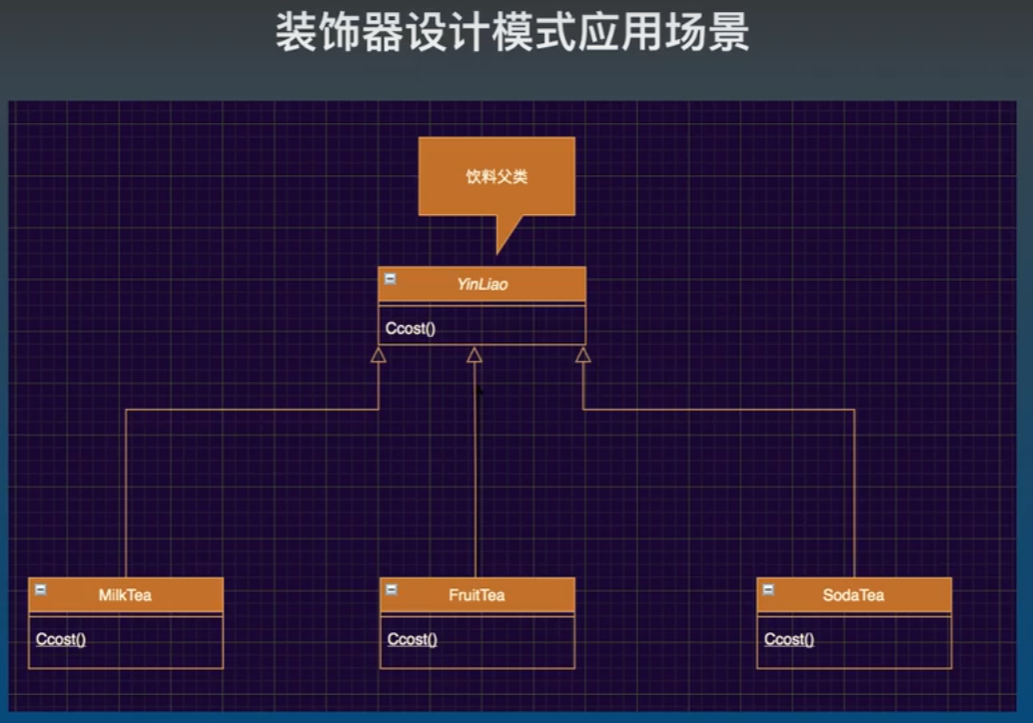 装饰器设计模式应用场景
饮料父类
YinLiao
Ccost()
MilkTea
FruitTea
SodaTea
Ccost()
Ccost()
Ccost()